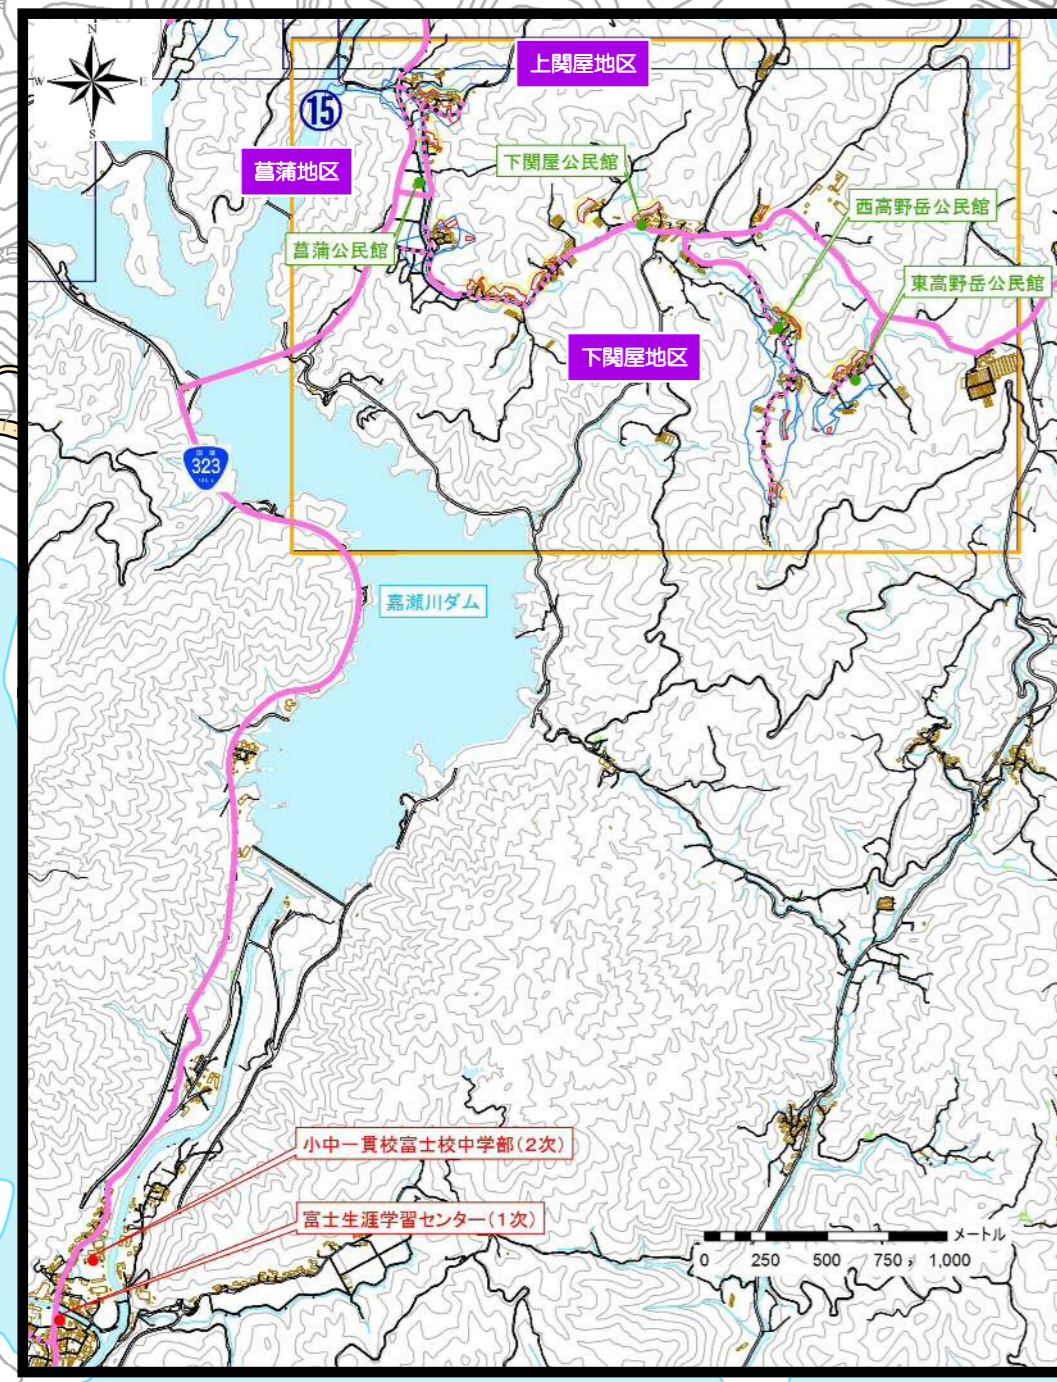 N
W
E
S
上関屋地区
⑮
菖蒲地区
下関屋公民館
西高野岳公民館
菖蒲公民館
東高野岳公民館
下関屋地区
323
嘉瀬川ダム
小中一貫校富士校中学部(2次)
富士生涯学習センター(1次)
メートル
0 250 500 750 1,000